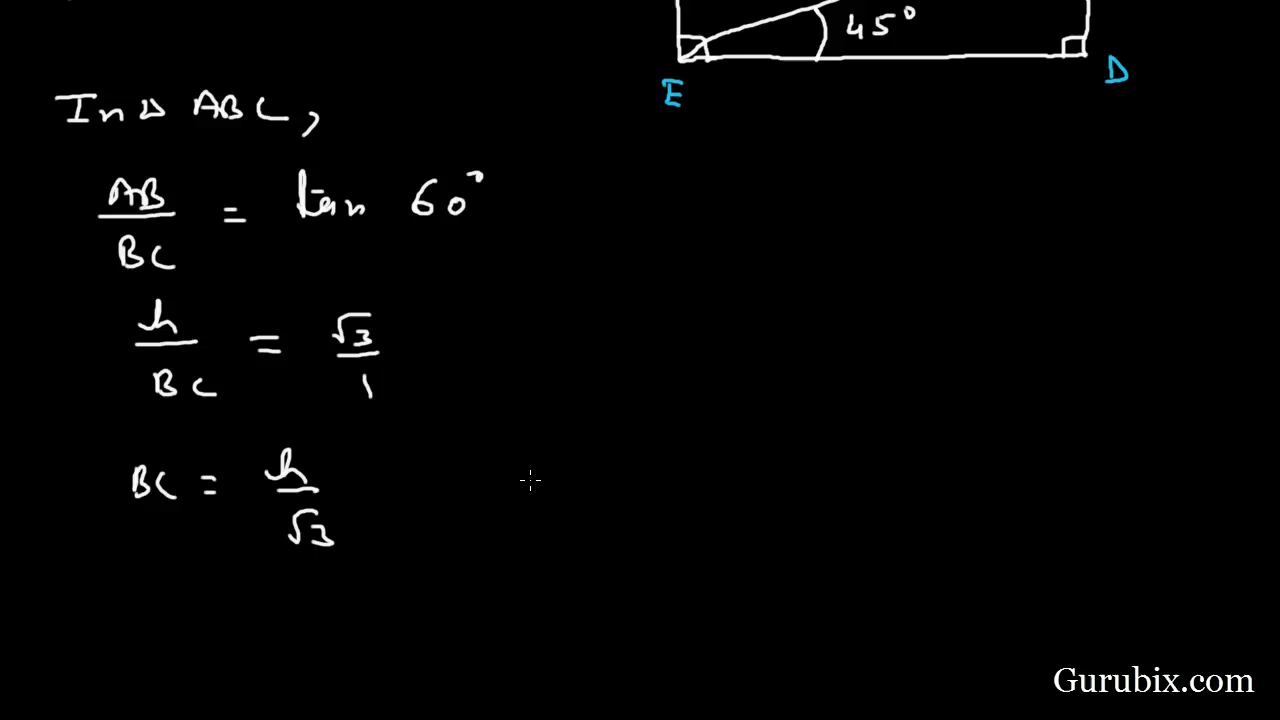 45°
E D
In Δ ABC,
AB/BC = tan 60°
h/BC = √3/1
BC = h/√3
Gurubix.com